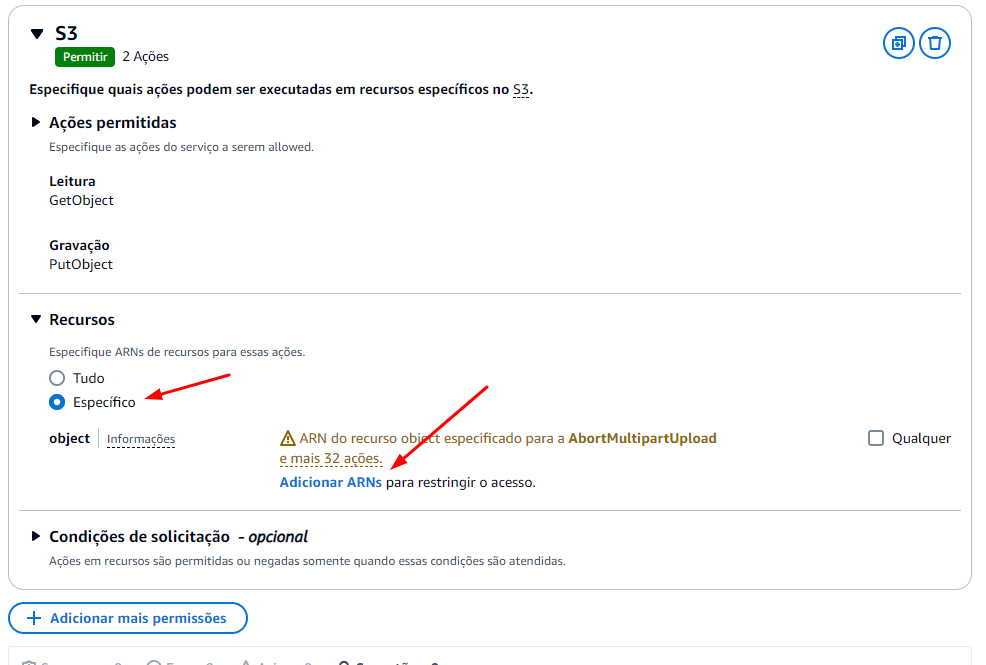 S3
Permitir 2 Ações
Especifique quais ações podem ser executadas em recursos específicos no S3.
Ações permitidas
Especifique as ações do serviço a serem allowed.
Leitura
GetObject
Gravação
PutObject
Recursos
Especifique ARNs de recursos para essas ações.
Tudo
Específico
object Informações ARN do recurso object especificado para a AbortMultipartUpload Qualquer
e mais 32 ações.
Adicionar ARNs para restringir o acesso.
Condições de solicitação - opcional
Ações em recursos são permitidas ou negadas somente quando essas condições são atendidas.
Adicionar mais permissões